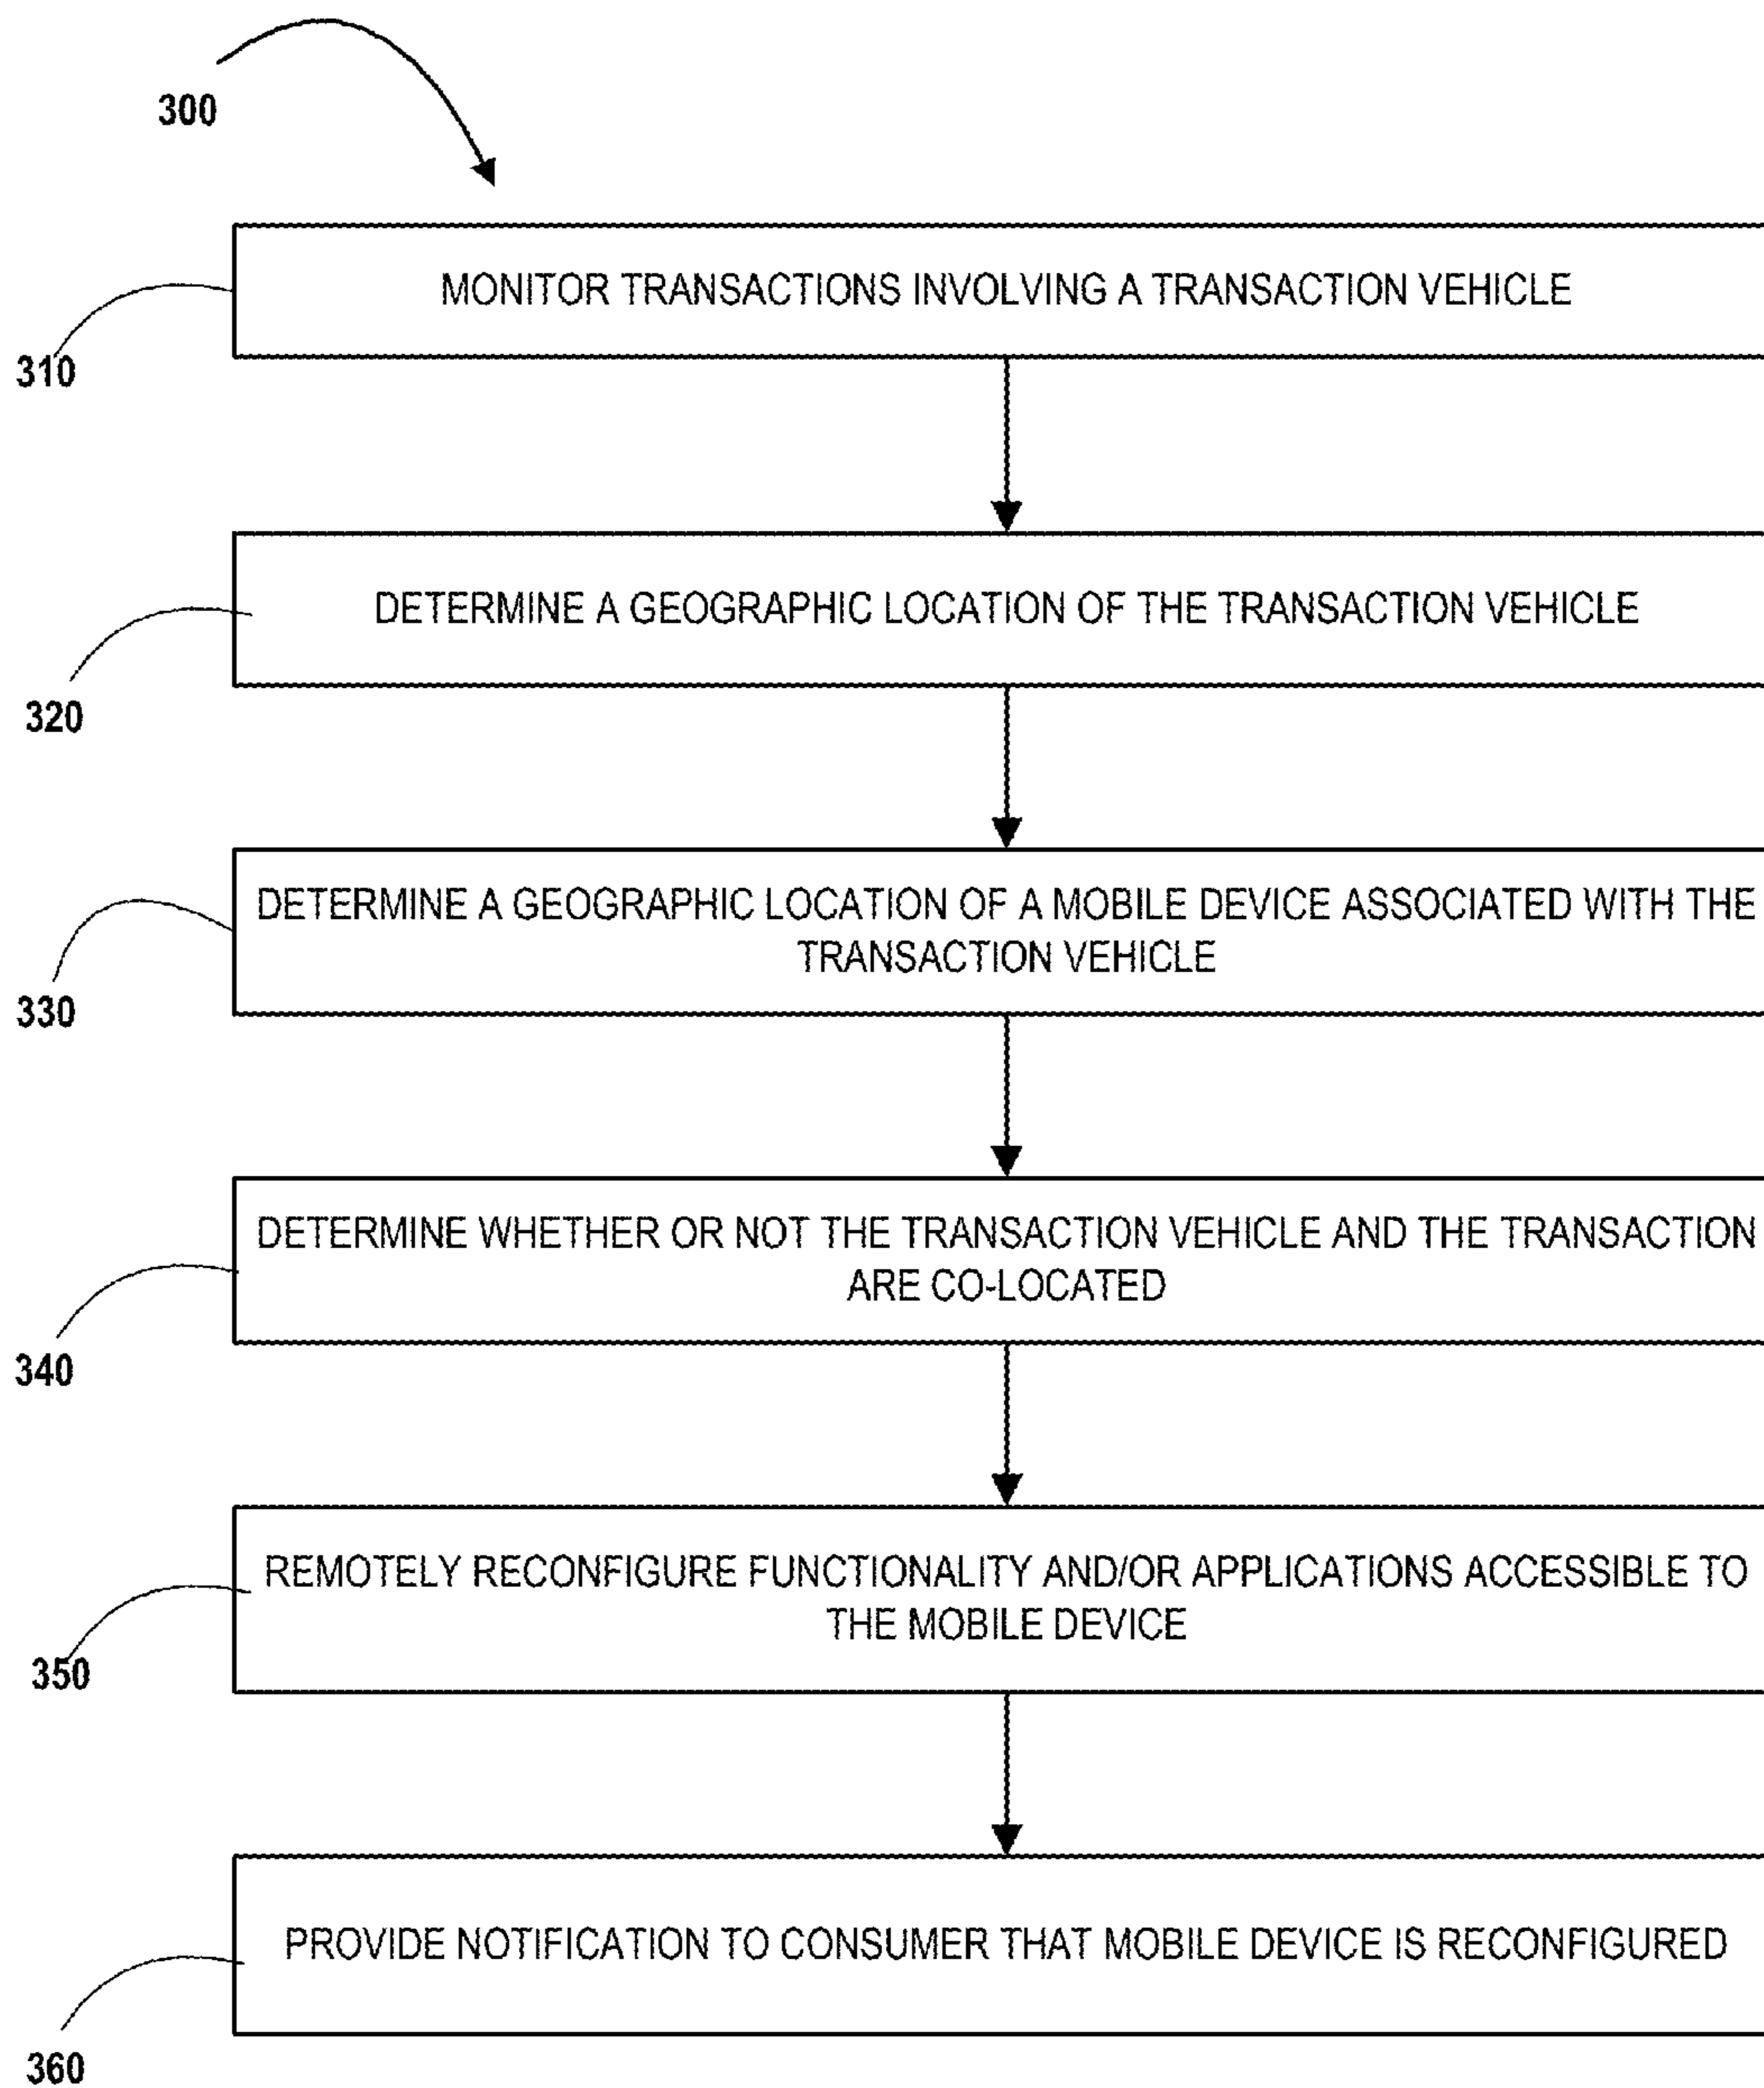 300
MONITOR TRANSACTIONS INVOLVING A TRANSACTION VEHICLE
310
DETERMINE A GEOGRAPHIC LOCATION OF THE TRANSACTION VEHICLE
320
DETERMINE A GEOGRAPHIC LOCATION OF A MOBILE DEVICE ASSOCIATED WITH THE
TRANSACTION VEHICLE
330
DETERMINE WHETHER OR NOT THE TRANSACTION VEHICLE AND THE TRANSACTION
ARE CO-LOCATED
340
REMOTELY RECONFIGURE FUNCTIONALITY AND/OR APPLICATIONS ACCESSIBLE TO
THE MOBILE DEVICE
350
PROVIDE NOTIFICATION TO CONSUMER THAT MOBILE DEVICE IS RECONFIGURED
360